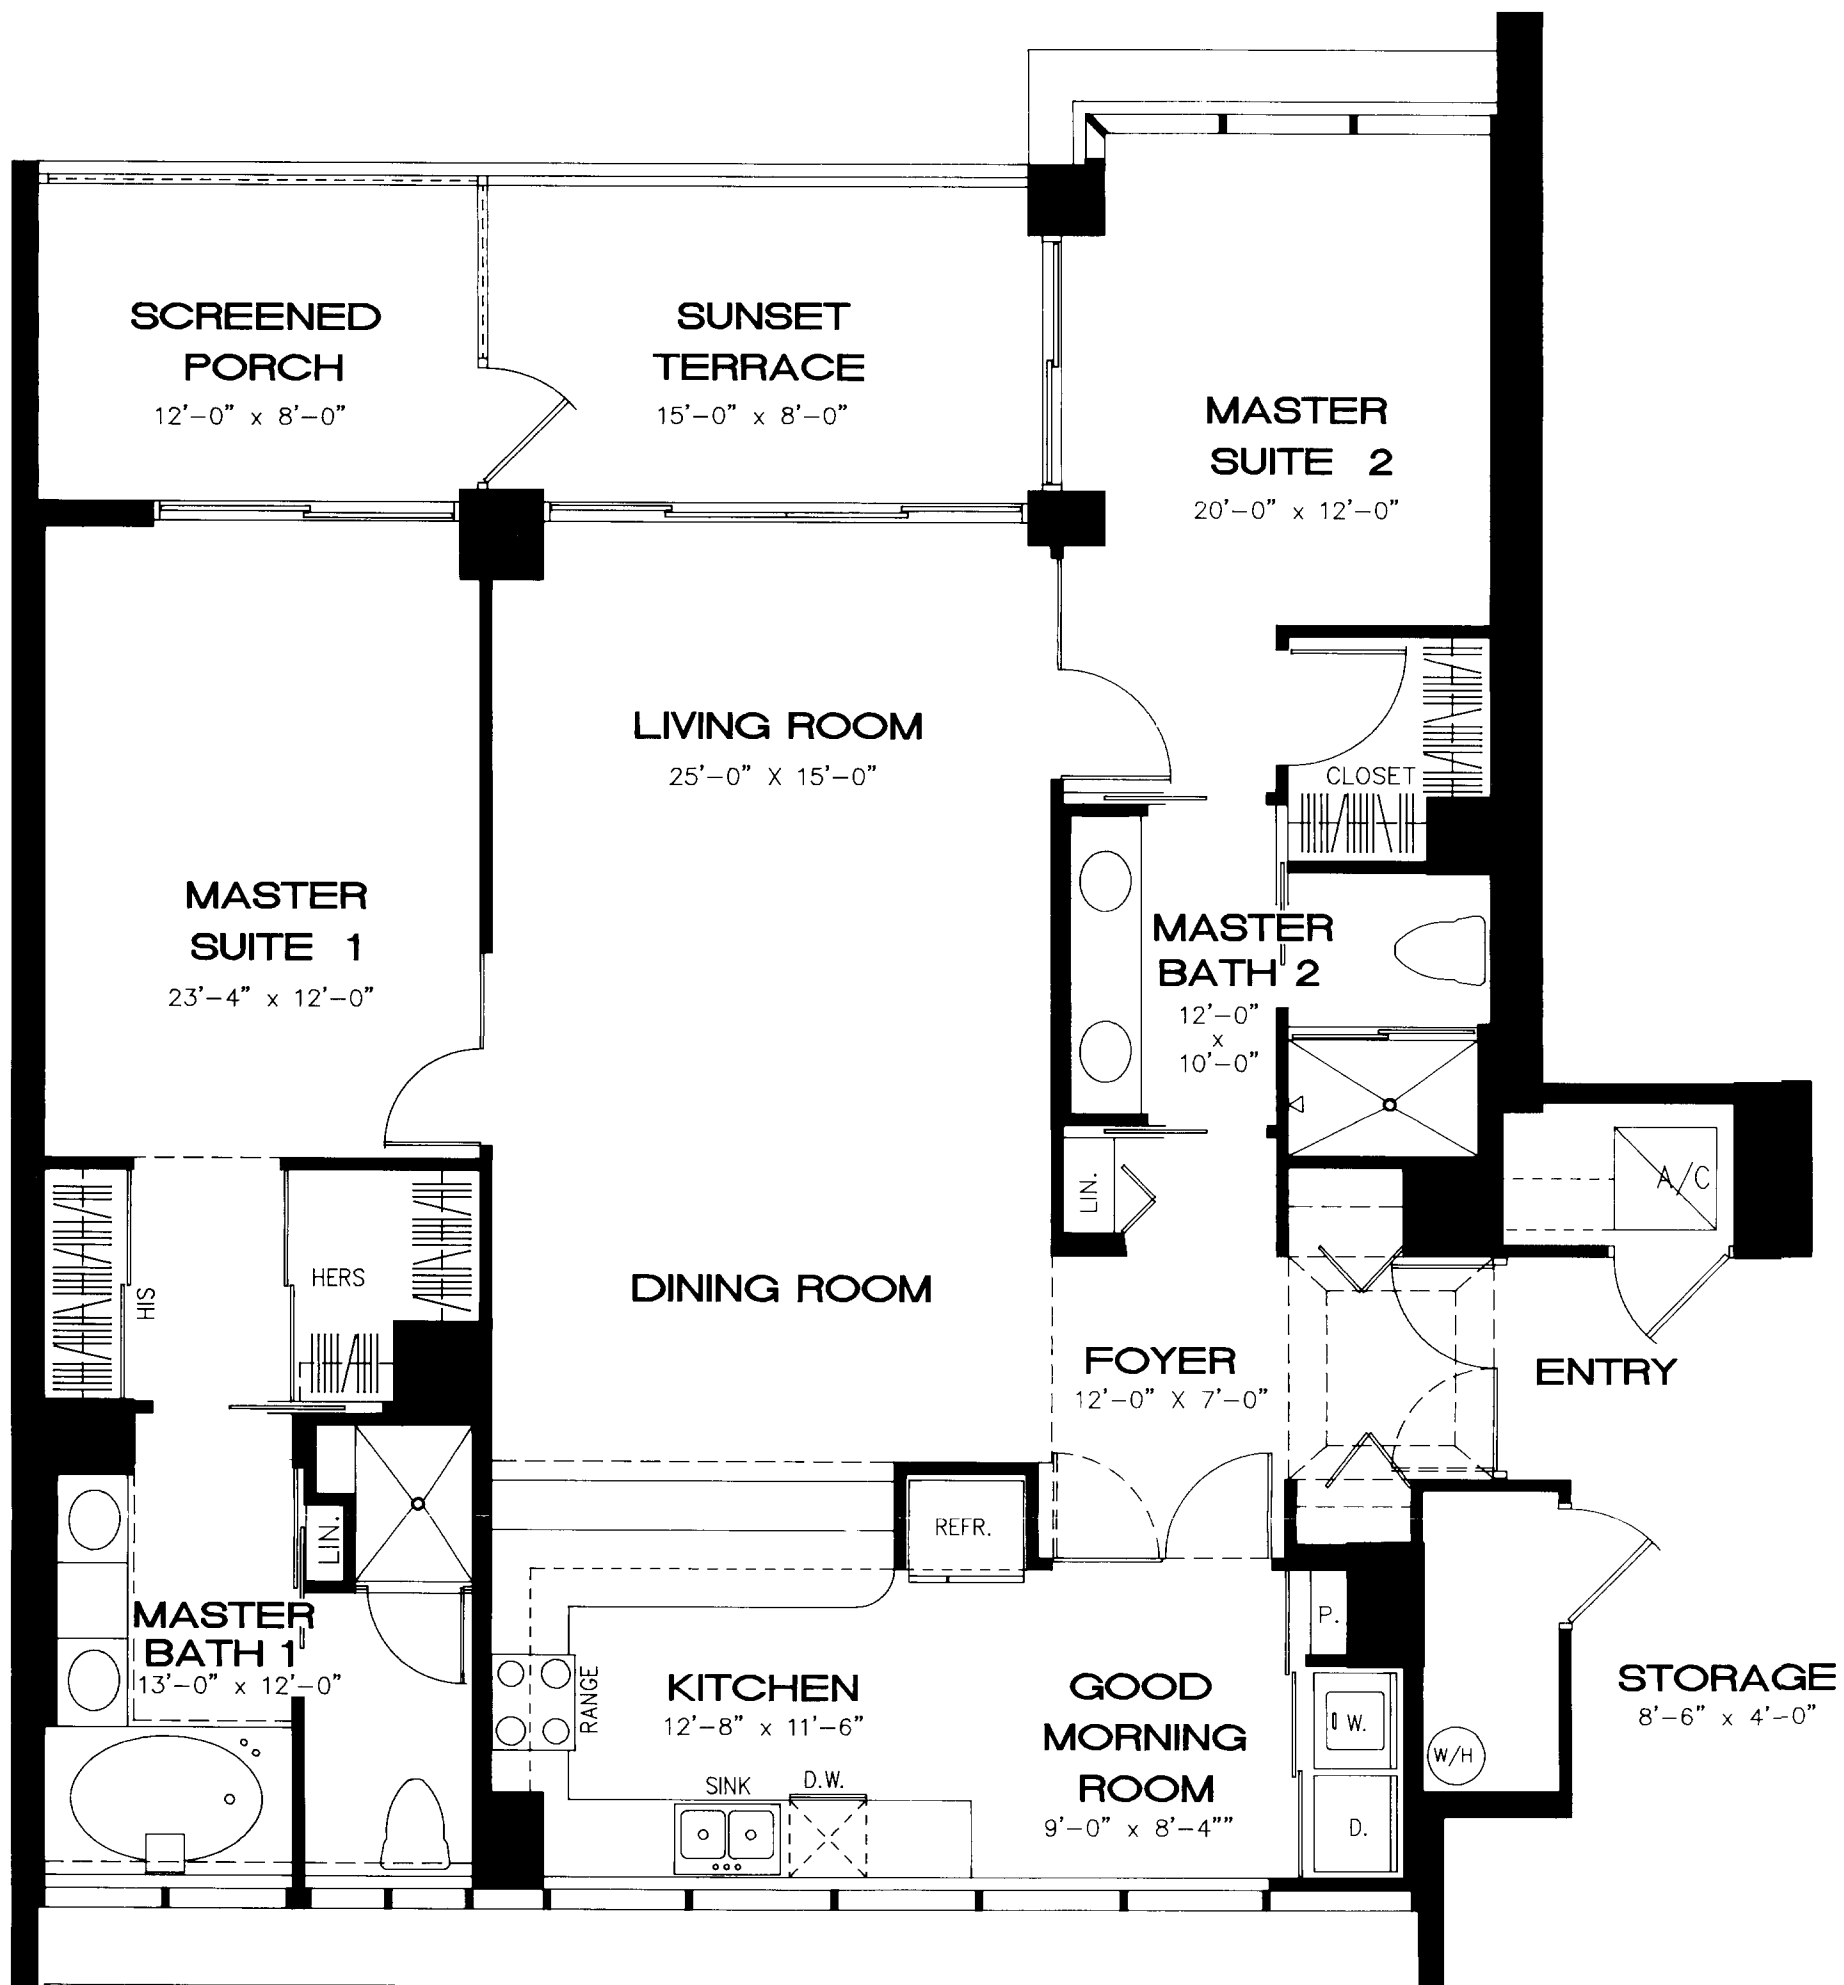 SCREENED
PORCH
12'-0" x 8'-0"
SUNSET
TERRACE
15'-0" x 8'-0"
MASTER
SUITE 2
20'-0" x 12'-0"
LIVING ROOM
25'-0" X 15'-0"
CLOSET
MASTER
SUITE 1
23'-4" x 12'-0"
MASTER
BATH 2
12'-0"
x
10'-0"
LIN.
A/C
HIS
HERS
DINING ROOM
FOYER
12'-0" X 7'-0"
ENTRY
REFR.
LIN.
MASTER
BATH 1
13'-0" x 12'-0"
RANGE
KITCHEN
12'-8" x 11'-6"
SINK
D.W.
GOOD
MORNING
ROOM
9'-0" x 8'-4""
P.
W.
D.
W/H
STORAGE
8'-6" x 4'-0"